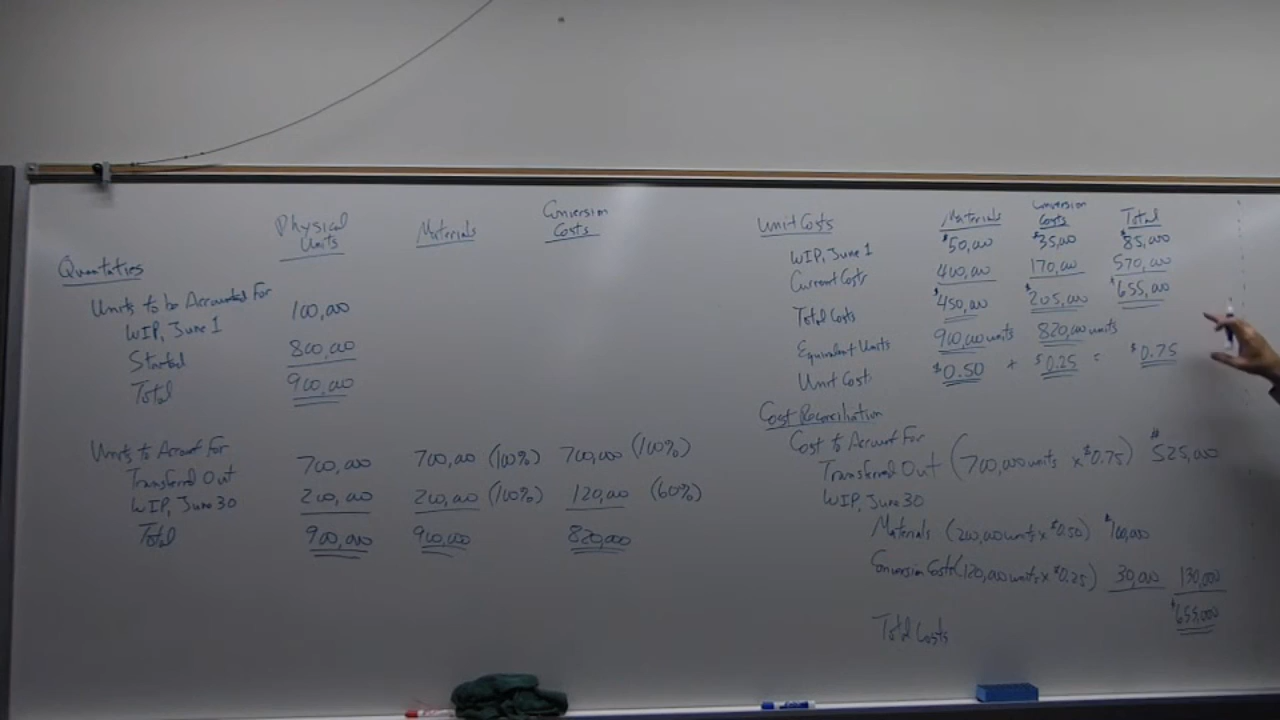 Physical Units Materials Conversion Costs
Quantities
Units to be Accounted For
WIP, June 1 100,000
Started 800,000
Total 900,000
Units to Account For
Transferred Out 700,000 700,000 (100%) 700,000 (100%)
WIP, June 30 200,000 200,000 (100%) 120,000 (60%)
Total 900,000 900,000 820,000
Unit Costs Materials Conversion Costs Total
WIP, June 1 $50,000 $35,000 $85,000
Current Costs 400,000 170,000 570,000
Total Costs $450,000 $205,000 $655,000
Equivalent Units 900,000 units 820,000 units
Unit Costs $0.50 + $0.25 = $0.75
Cost Reconciliation
Cost to Account For
Transferred Out (700,000 units x $0.75) $525,000
WIP, June 30
Materials (200,000 units x $0.50) $100,000
Conversion Costs (120,000 units x $0.25) 30,000 130,000
Total Costs $655,000